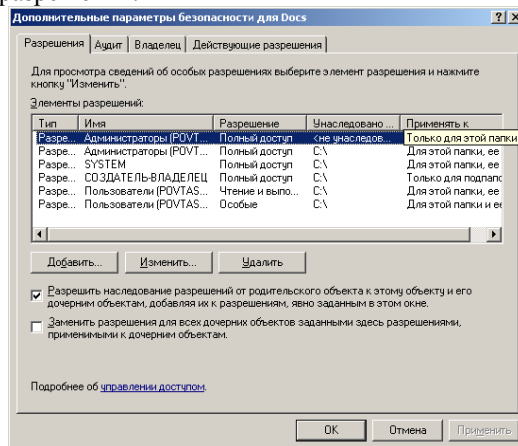 Дополнительные параметры безопасности для Docs
Разрешения Аудит Владелец Действующие разрешения
Для просмотра сведений об особых разрешениях выберите элемент разрешения и нажмите
кнопку "Изменить".
Элементы разрешений:
Тип Имя Разрешение Унаследовано ... Применять к
Разре... Администраторы (POVT... Полный доступ <не унаследов... Только для этой папки
Разре... Администраторы (POVT... Полный доступ C:\ Для этой папки, ее
Разре... SYSTEM Полный доступ C:\ Для этой папки, ее
Разре... СОЗДАТЕЛЬ-ВЛАДЕЛЕЦ Полный доступ C:\ Только для подпапо
Разре... Пользователи (POVTAS... Чтение и выпо... C:\ Для этой папки, ее
Разре... Пользователи (POVTAS... Особые C:\ Для этой папки и ее
Добавить... Изменить... Удалить
Разрешить наследование разрешений от родительского объекта к этому объекту и его
дочерним объектам, добавляя их к разрешениям, явно заданным в этом окне.
Заменить разрешения для всех дочерних объектов заданными здесь разрешениями,
применимыми к дочерним объектам.
Подробнее об управлении доступом.
OK Отмена Применить